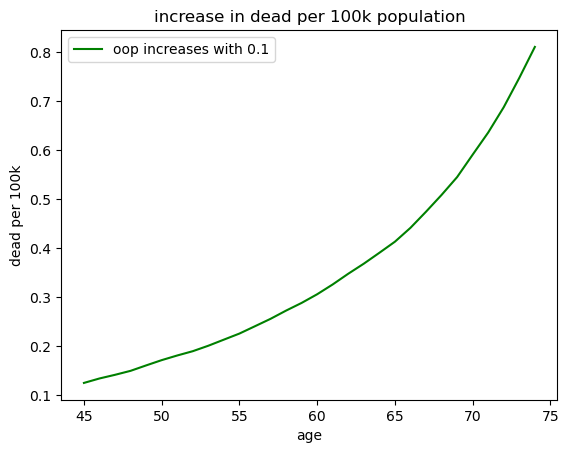 increase in dead per 100k population
oop increases with 0.1
dead per 100k
0.8
0.7
0.6
0.5
0.4
0.3
0.2
0.1
45 50 55 60 65 70 75
age